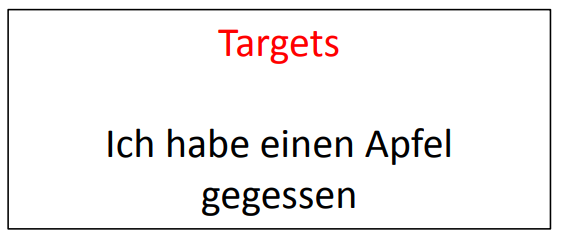 Targets
Ich habe einen Apfel
gegessen